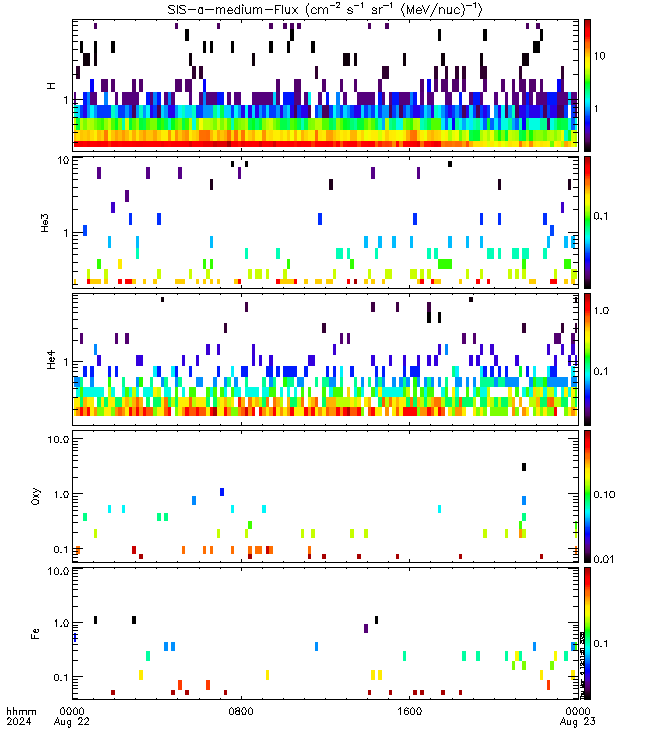 SIS-a-medium-Flux (cm⁻² s⁻¹ sr⁻¹ (MeV/nuc)⁻¹)
H
1
10
1
He3
10
1
0.1
He4
1
1.0
0.1
Oxy
10.0
1.0
0.1
0.10
0.01
Fe
10.0
1.0
0.1
0.1
hhmm 0000 0800 1600 0000
2024 Aug 22 Aug 23